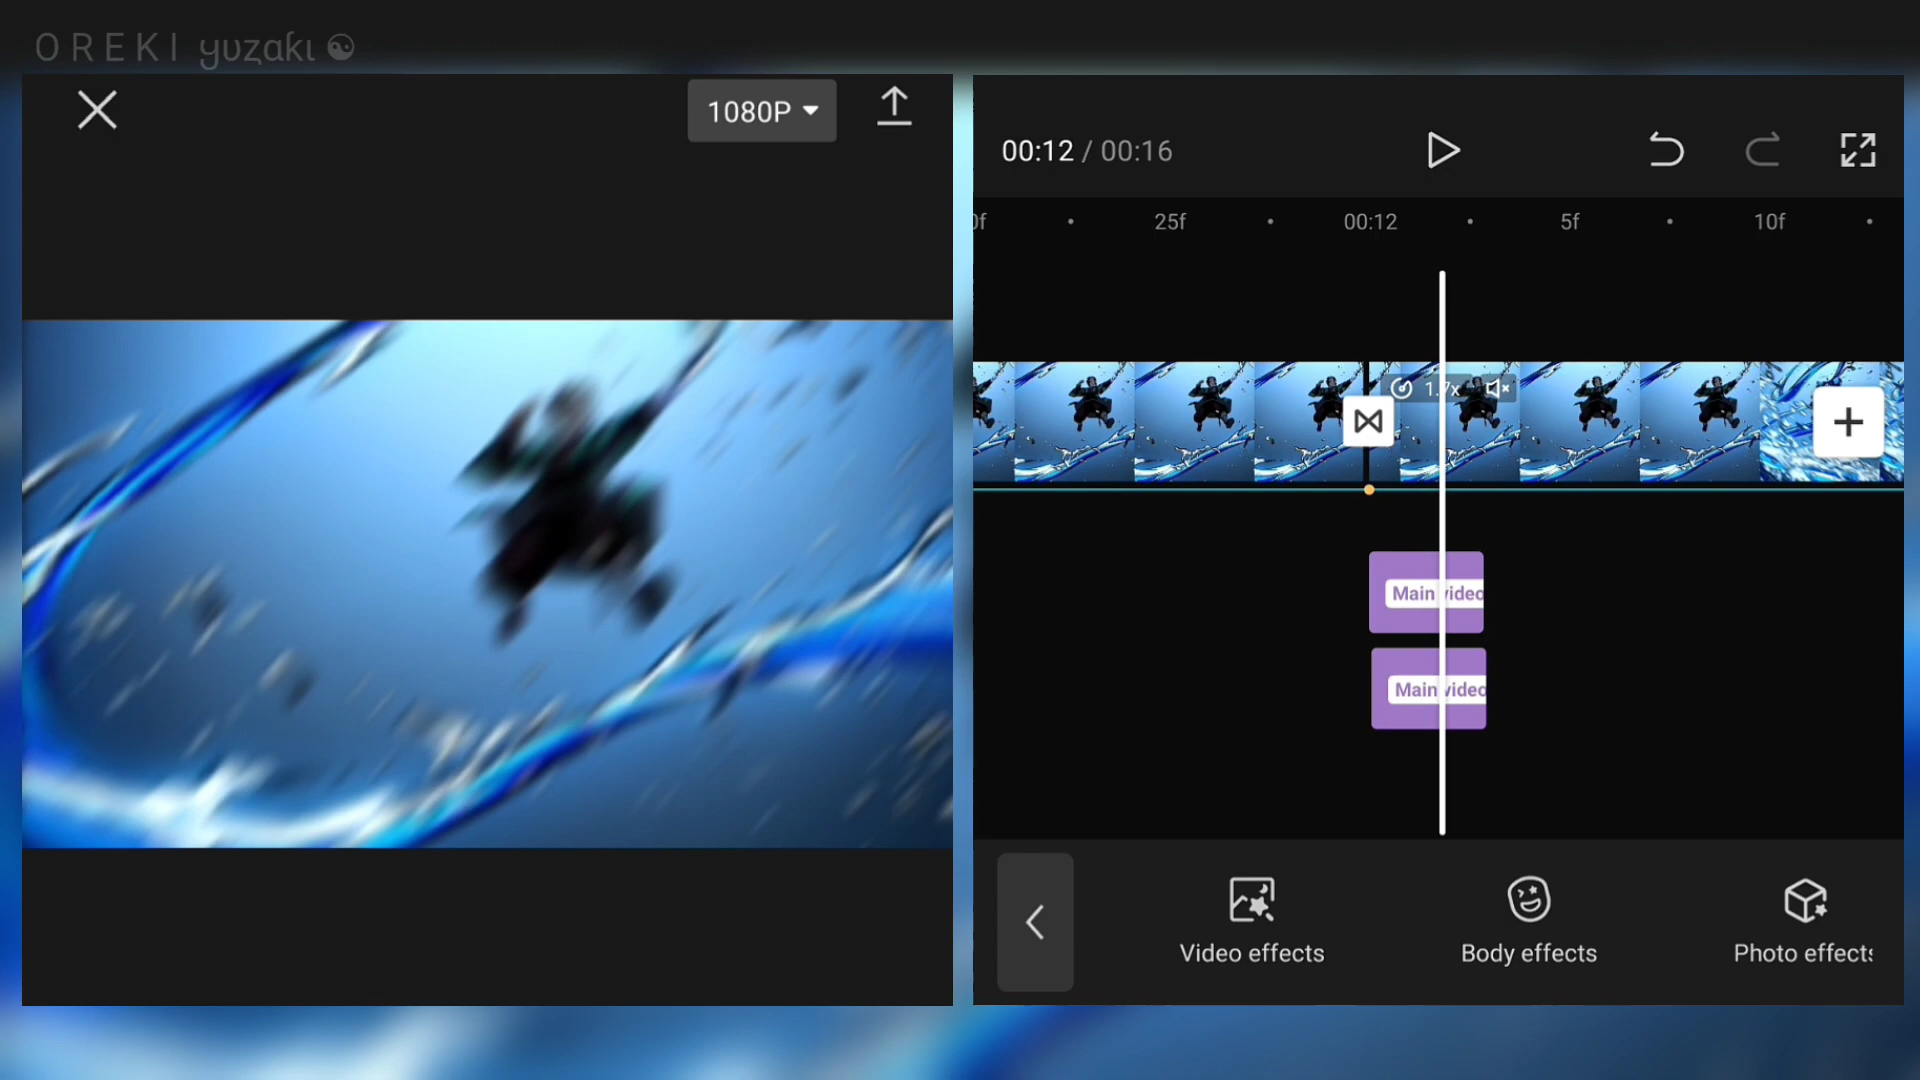 OREKI yuzaki
1080P
00:12 / 00:16
0f 25f 00:12 5f 10f
1.7x
Main video
Main video
Video effects
Body effects
Photo effects